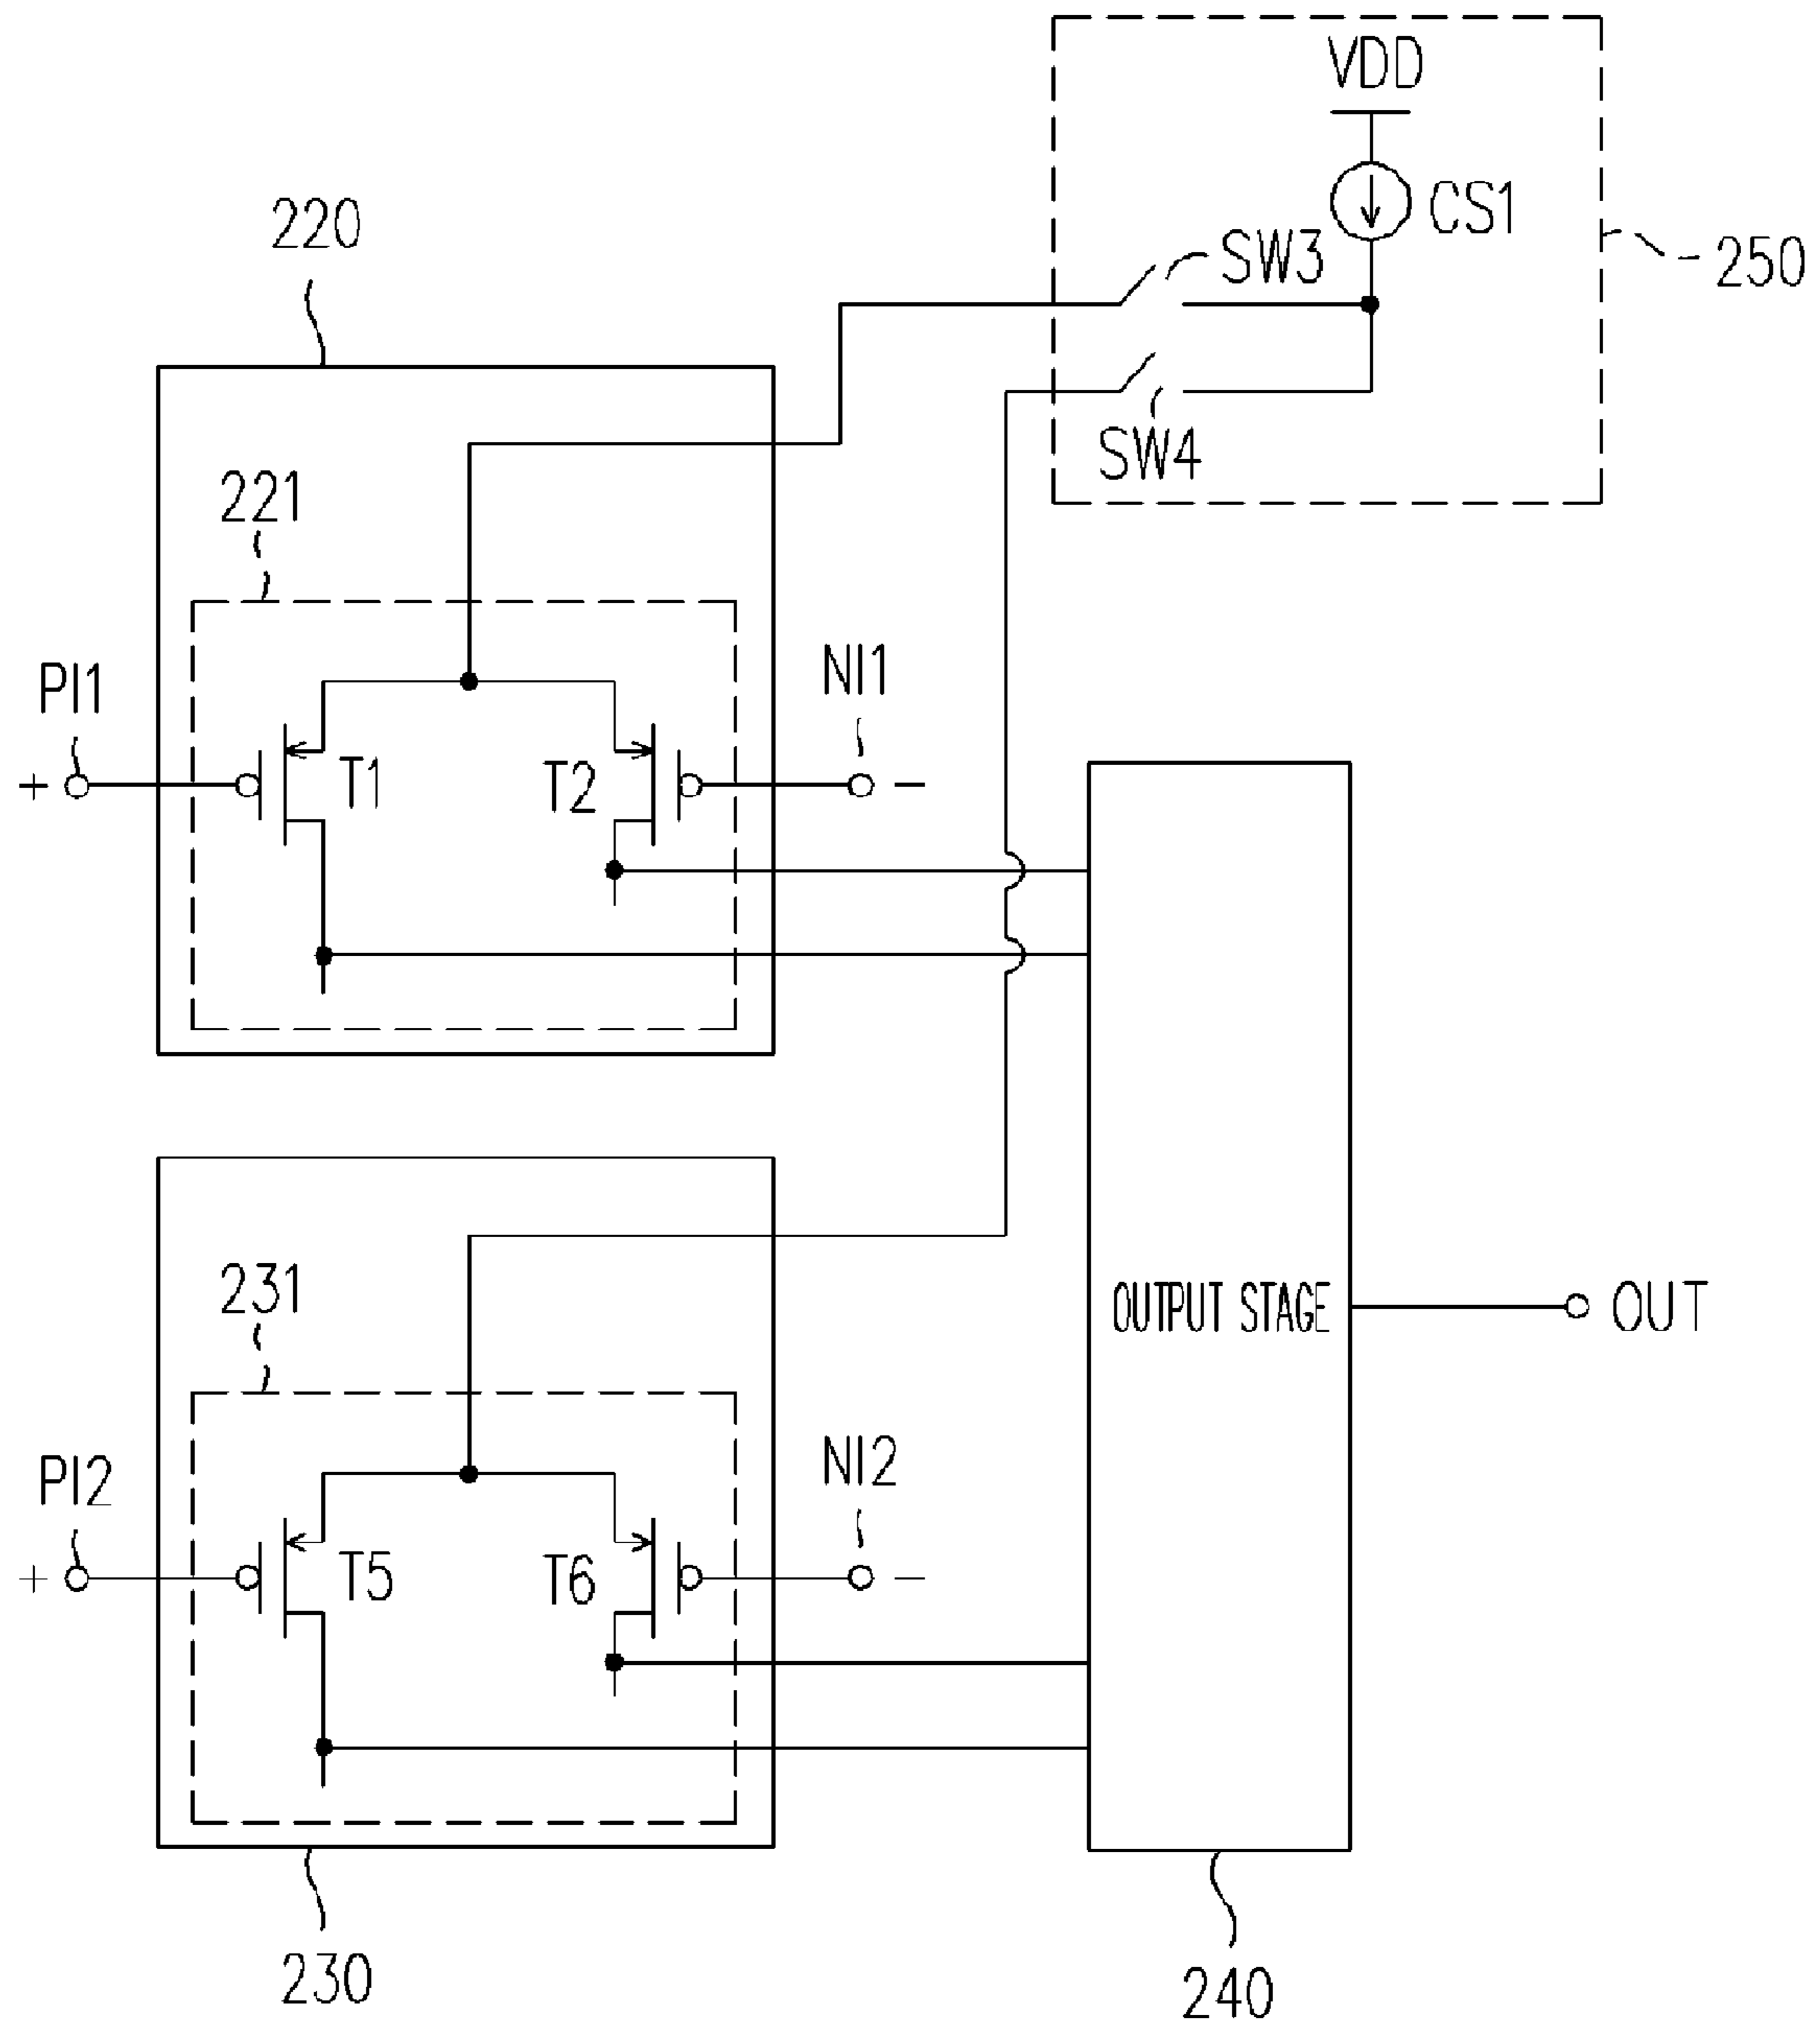 VDD
CS1
SW3
250
SW4
220
221
PI1
NI1
+
T1
T2
-
OUTPUT STAGE
OUT
231
PI2
NI2
+
T5
T6
-
230
240